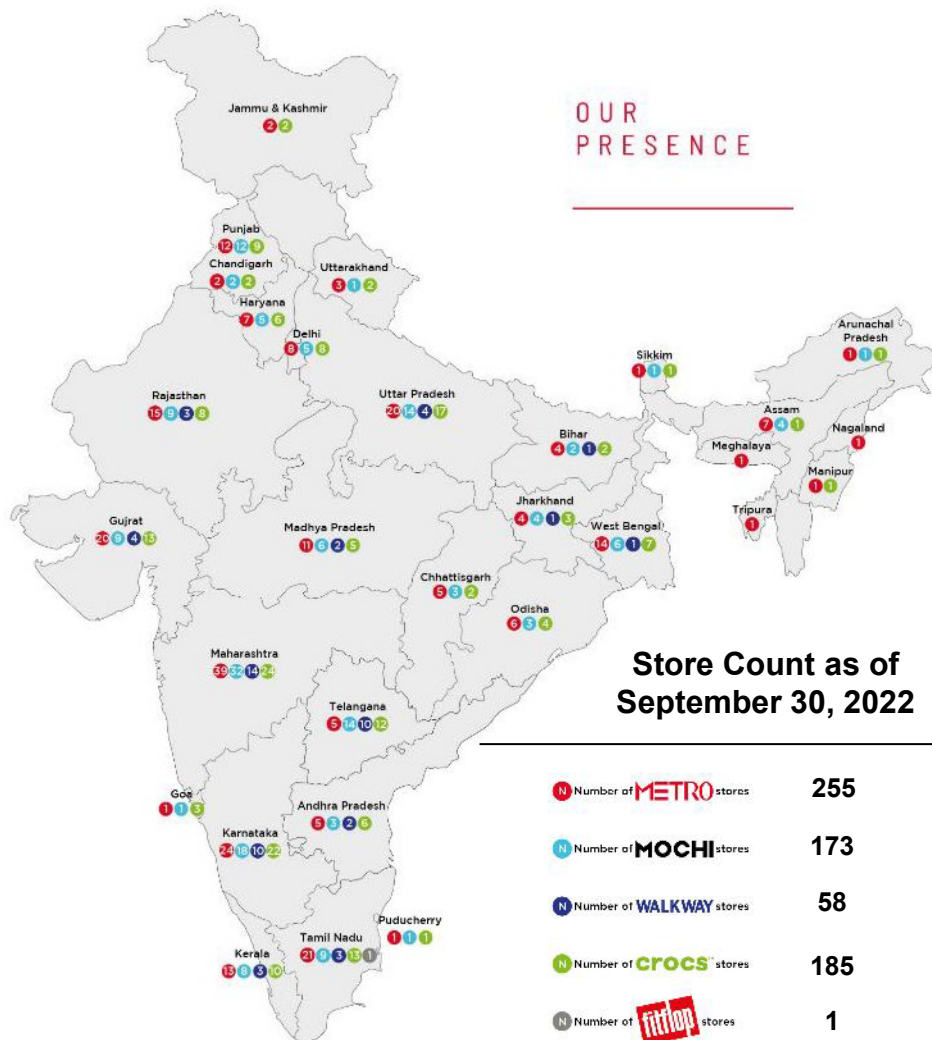 OUR
PRESENCE
Jammu & Kashmir
2 2
Punjab
12 12 9
Chandigarh
2 2 2
Uttarakhand
3 1 2
Haryana
7 5 6
Delhi
8 5 8
Arunachal
Pradesh
1 1 1
Sikkim
1 1 1
Rajasthan
15 9 3 8
Uttar Pradesh
20 14 4 17
Assam
7 4 1
Nagaland
1
Bihar
4 2 1 2
Meghalaya
1
Manipur
1 1
Jharkhand
4 4 1 3
Tripura
1
Gujrat
20 9 4 13
Madhya Pradesh
11 6 2 5
West Bengal
14 6 1 7
Chhattisgarh
5 3 2
Odisha
6 3 4
Maharashtra
39 32 14 24
Telangana
5 14 10 12
Goa
1 1 3
Andhra Pradesh
5 3 2 6
Karnataka
24 18 10 22
Puducherry
1 1 1
Tamil Nadu
21 9 3 13 1
Kerala
13 8 3 10
Store Count as of
September 30, 2022
N Number of METRO stores 255
N Number of MOCHI stores 173
N Number of WALKWAY stores 58
N Number of crocs™ stores 185
N Number of fitflop stores 1